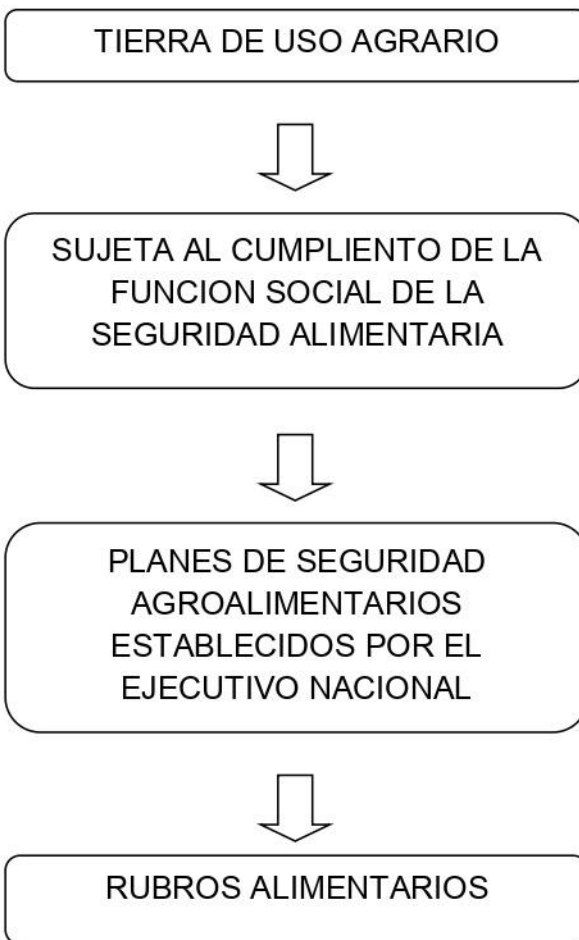 TIERRA DE USO AGRARIO
SUJETA AL CUMPLIENTO DE LA
FUNCION SOCIAL DE LA
SEGURIDAD ALIMENTARIA
PLANES DE SEGURIDAD
AGROALIMENTARIOS
ESTABLECIDOS POR EL
EJECUTIVO NACIONAL
RUBROS ALIMENTARIOS